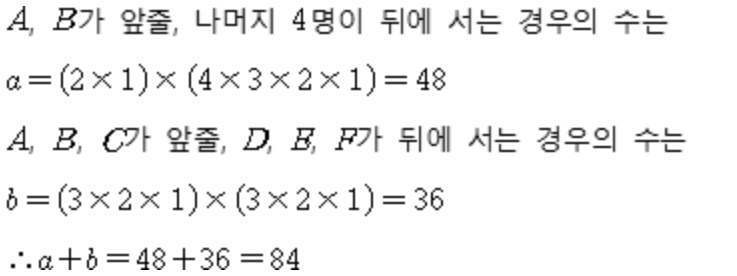 A, B가 앞줄, 나머지 4명이 뒤에 서는 경우의 수는
a=(2×1)×(4×3×2×1)=48
A, B, C가 앞줄, D, E, F가 뒤에 서는 경우의 수는
b=(3×2×1)×(3×2×1)=36
∴a+b=48+36=84